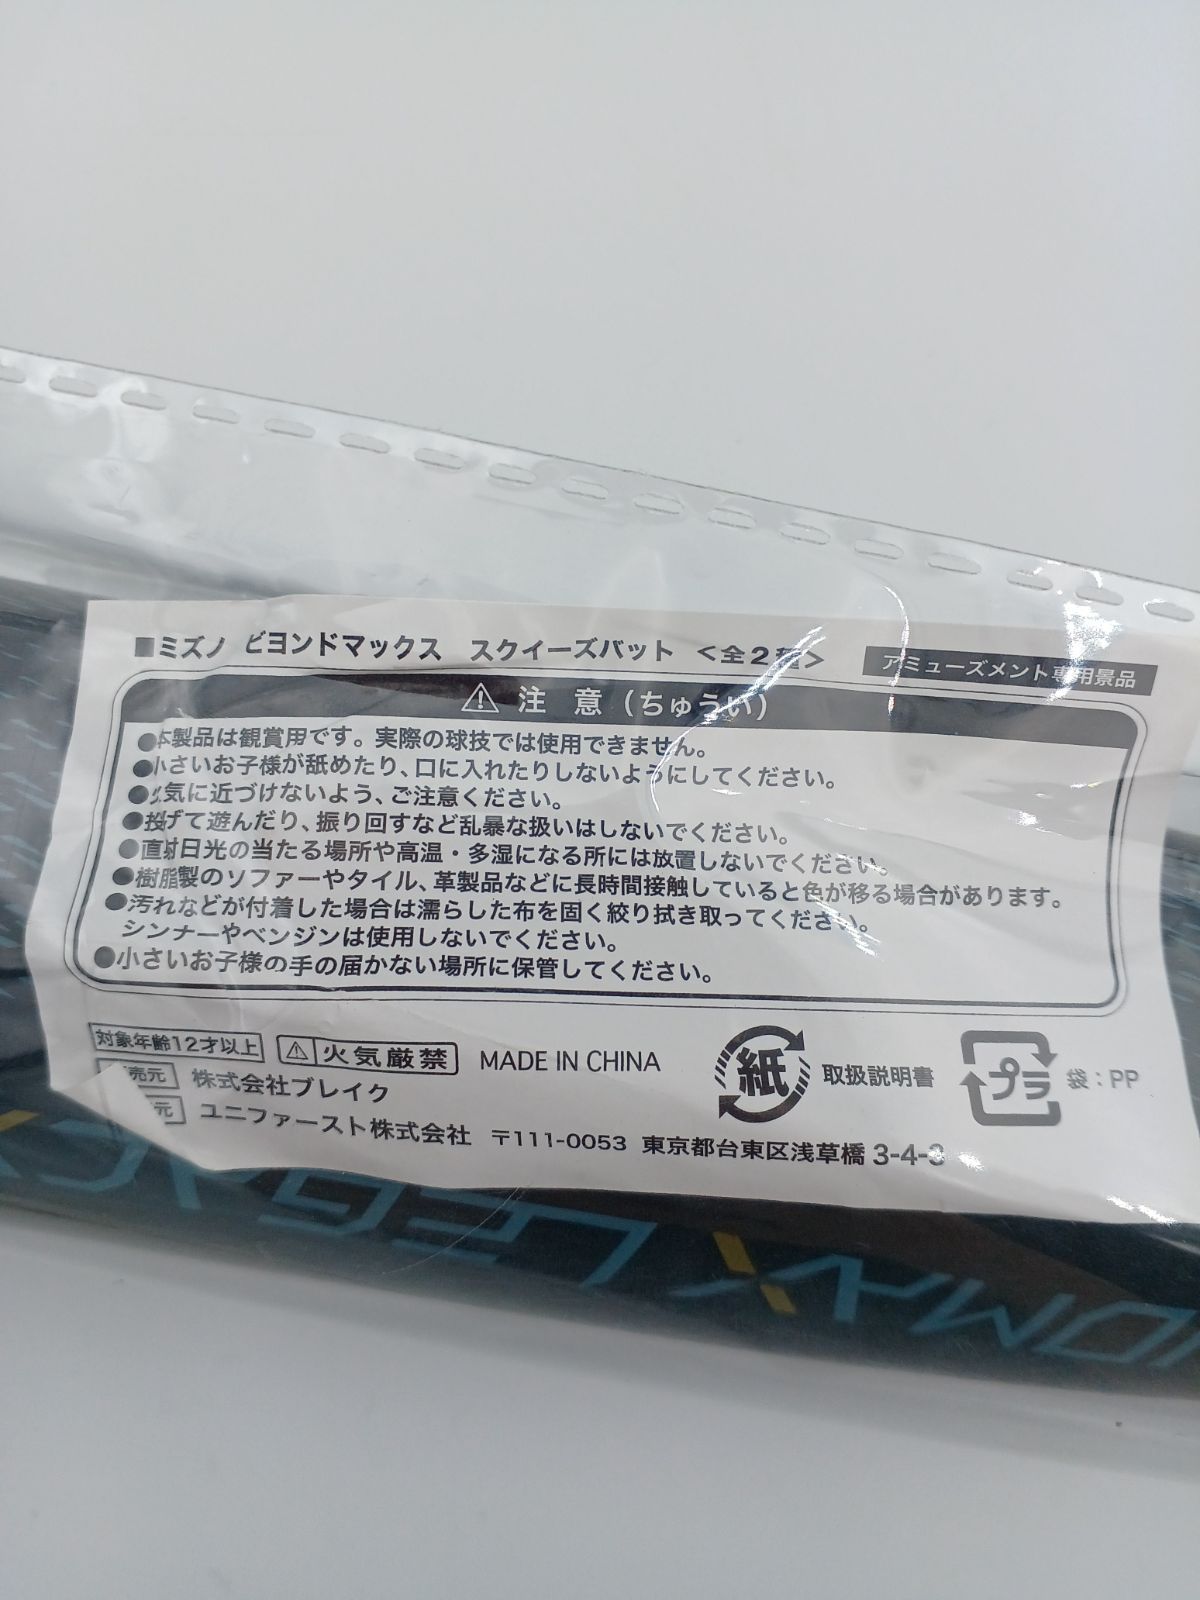 ■ミズノ ビヨンドマックス スクイーズバット <全2種>
アミューズメント専用景品
⚠ 注意(ちゅうい)
●本製品は観賞用です。実際の球技では使用できません。
●小さいお子様が舐めたり、口に入れたりしないようにしてください。
●火気に近づけないよう、ご注意ください。
●投げて遊んだり、振り回すなど乱暴な扱いはしないでください。
●直射日光の当たる場所や高温・多湿になる所には放置しないでください。
●樹脂製のソファーやタイル、革製品などに長時間接触していると色が移る場合があります。
●汚れなどが付着した場合は濡らした布を固く絞り拭き取ってください。
シンナーやベンジンは使用しないでください。
●小さいお子様の手の届かない場所に保管してください。
対象年齢12才以上 ⚠火気厳禁 MADE IN CHINA
紙 取扱説明書
プラ 袋:PP
売元 株式会社ブレイク
元 ユニファースト株式会社 〒111-0053 東京都台東区浅草橋3-4-3
DMAX LEGACY